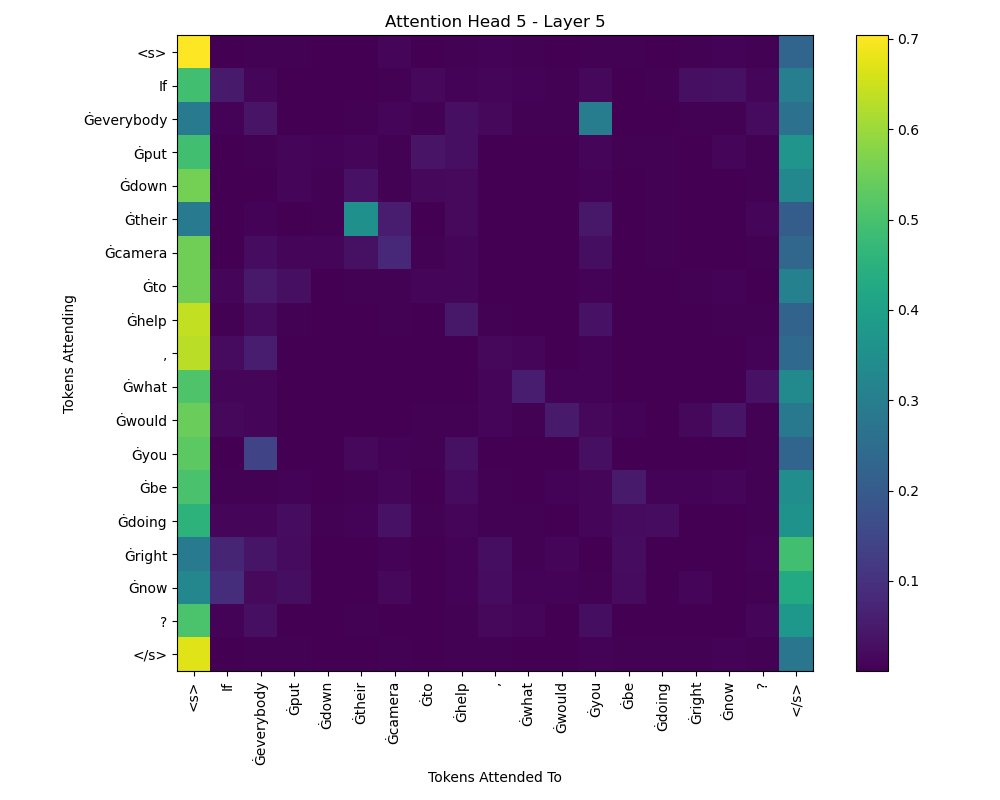 Attention Head 5 - Layer 5
Tokens Attending
<s>
If
Ġeverybody
Ġput
Ġdown
Ġtheir
Ġcamera
Ġto
Ġhelp
,
Ġwhat
Ġwould
Ġyou
Ġbe
Ġdoing
Ġright
Ġnow
?
</s>
<s>
If
Ġeverybody
Ġput
Ġdown
Ġtheir
Ġcamera
Ġto
Ġhelp
,
Ġwhat
Ġwould
Ġyou
Ġbe
Ġdoing
Ġright
Ġnow
?
</s>
Tokens Attended To
0.7
0.6
0.5
0.4
0.3
0.2
0.1